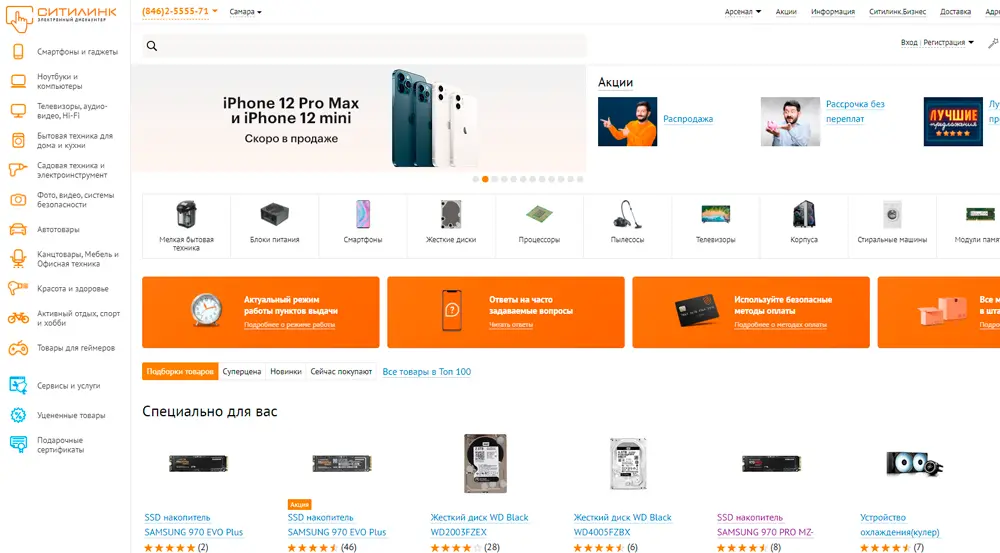 СИТИЛИНК
ЭЛЕКТРОННЫЙ ДИСКАУНТЕР
(846)2-5555-71
Самара
Арсенал
Акции
Информация
Ситилинк.Бизнес
Доставка
Адре
Вход | Регистрация
Смартфоны и гаджеты
Ноутбуки и
компьютеры
Телевизоры, аудио-
видео, Hi-Fi
Бытовая техника для
дома и кухни
Садовая техника и
электроинструмент
Фото, видео, системы
безопасности
Автотовары
Канцтовары, Мебель и
Офисная техника
Красота и здоровье
Активный отдых, спорт
и хобби
Товары для геймеров
Сервисы и услуги
Уцененные товары
Подарочные
сертификаты
iPhone 12 Pro Max
и iPhone 12 mini
Скоро в продаже
Акции
Распродажа
Рассрочка без
переплат
ЛУЧШИЕ
предложения
Лу
пр
Мелкая бытовая
техника
Блоки питания
Смартфоны
Жесткие диски
Процессоры
Пылесосы
Телевизоры
Корпуса
Стиральные машины
Модули памят
Актуальный режим
работы пунктов выдачи
Подробнее о режиме работы
Ответы на часто
задаваемые вопросы
Читать ответы
Используйте безопасные
методы оплаты
Подробнее о методах оплаты
Все м
в шта
Подроб
Подборки товаров
Суперцена
Новинки
Сейчас покупают
Все товары в Топ 100
Специально для вас
Акция
SSD накопитель
SAMSUNG 970 EVO Plus
(2)
SSD накопитель
SAMSUNG 970 EVO Plus
(46)
Жесткий диск WD Black
WD2003FZEX
(28)
Жесткий диск WD Black
WD4005FZBX
(6)
SSD накопитель
SAMSUNG 970 PRO MZ-
(8)
Устройство
охлаждения(кулер)
(7)